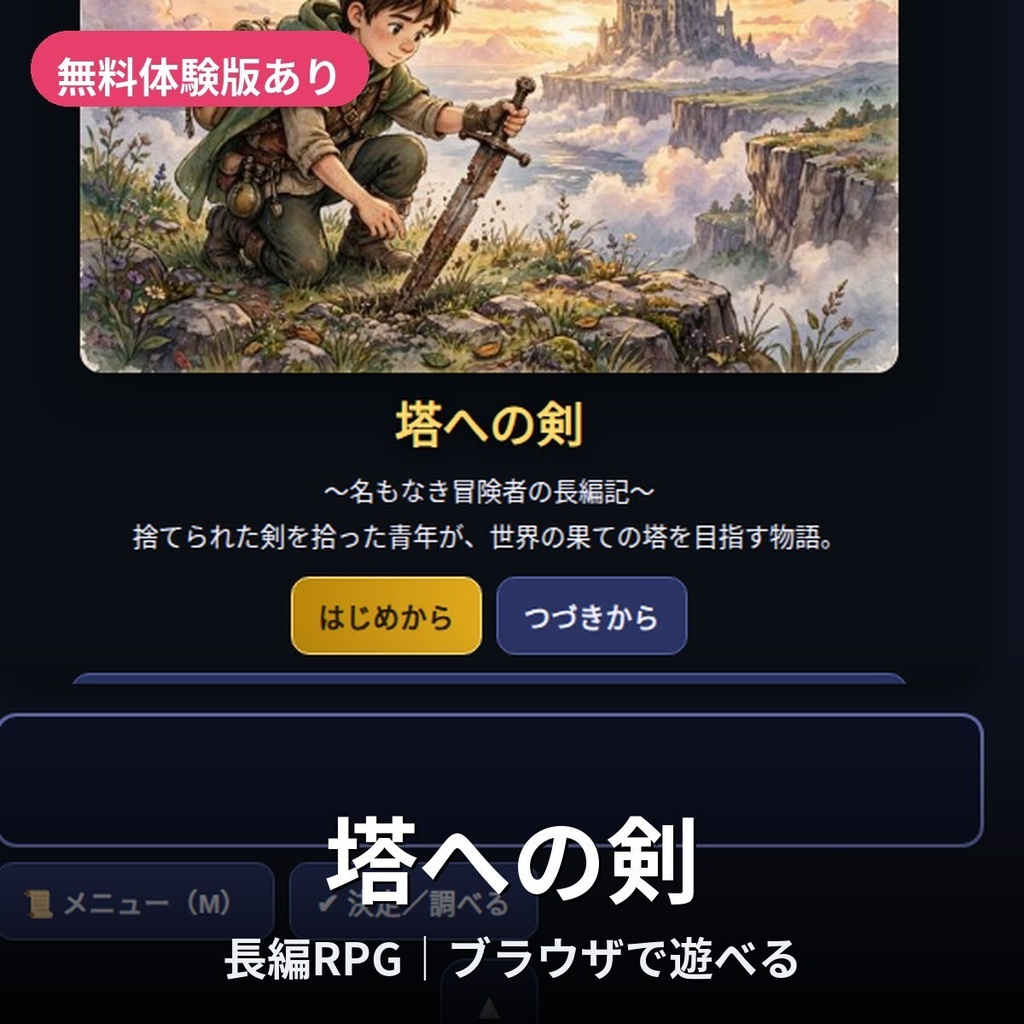 無料体験版あり
塔への剣
〜名もなき冒険者の長編記〜
捨てられた剣を拾った青年が、世界の果ての塔を目指す物語。
はじめから
つづきから
塔への剣
📜 メニュー（M）
✔ 決定／調べる
長編RPG｜ブラウザで遊べる
▲